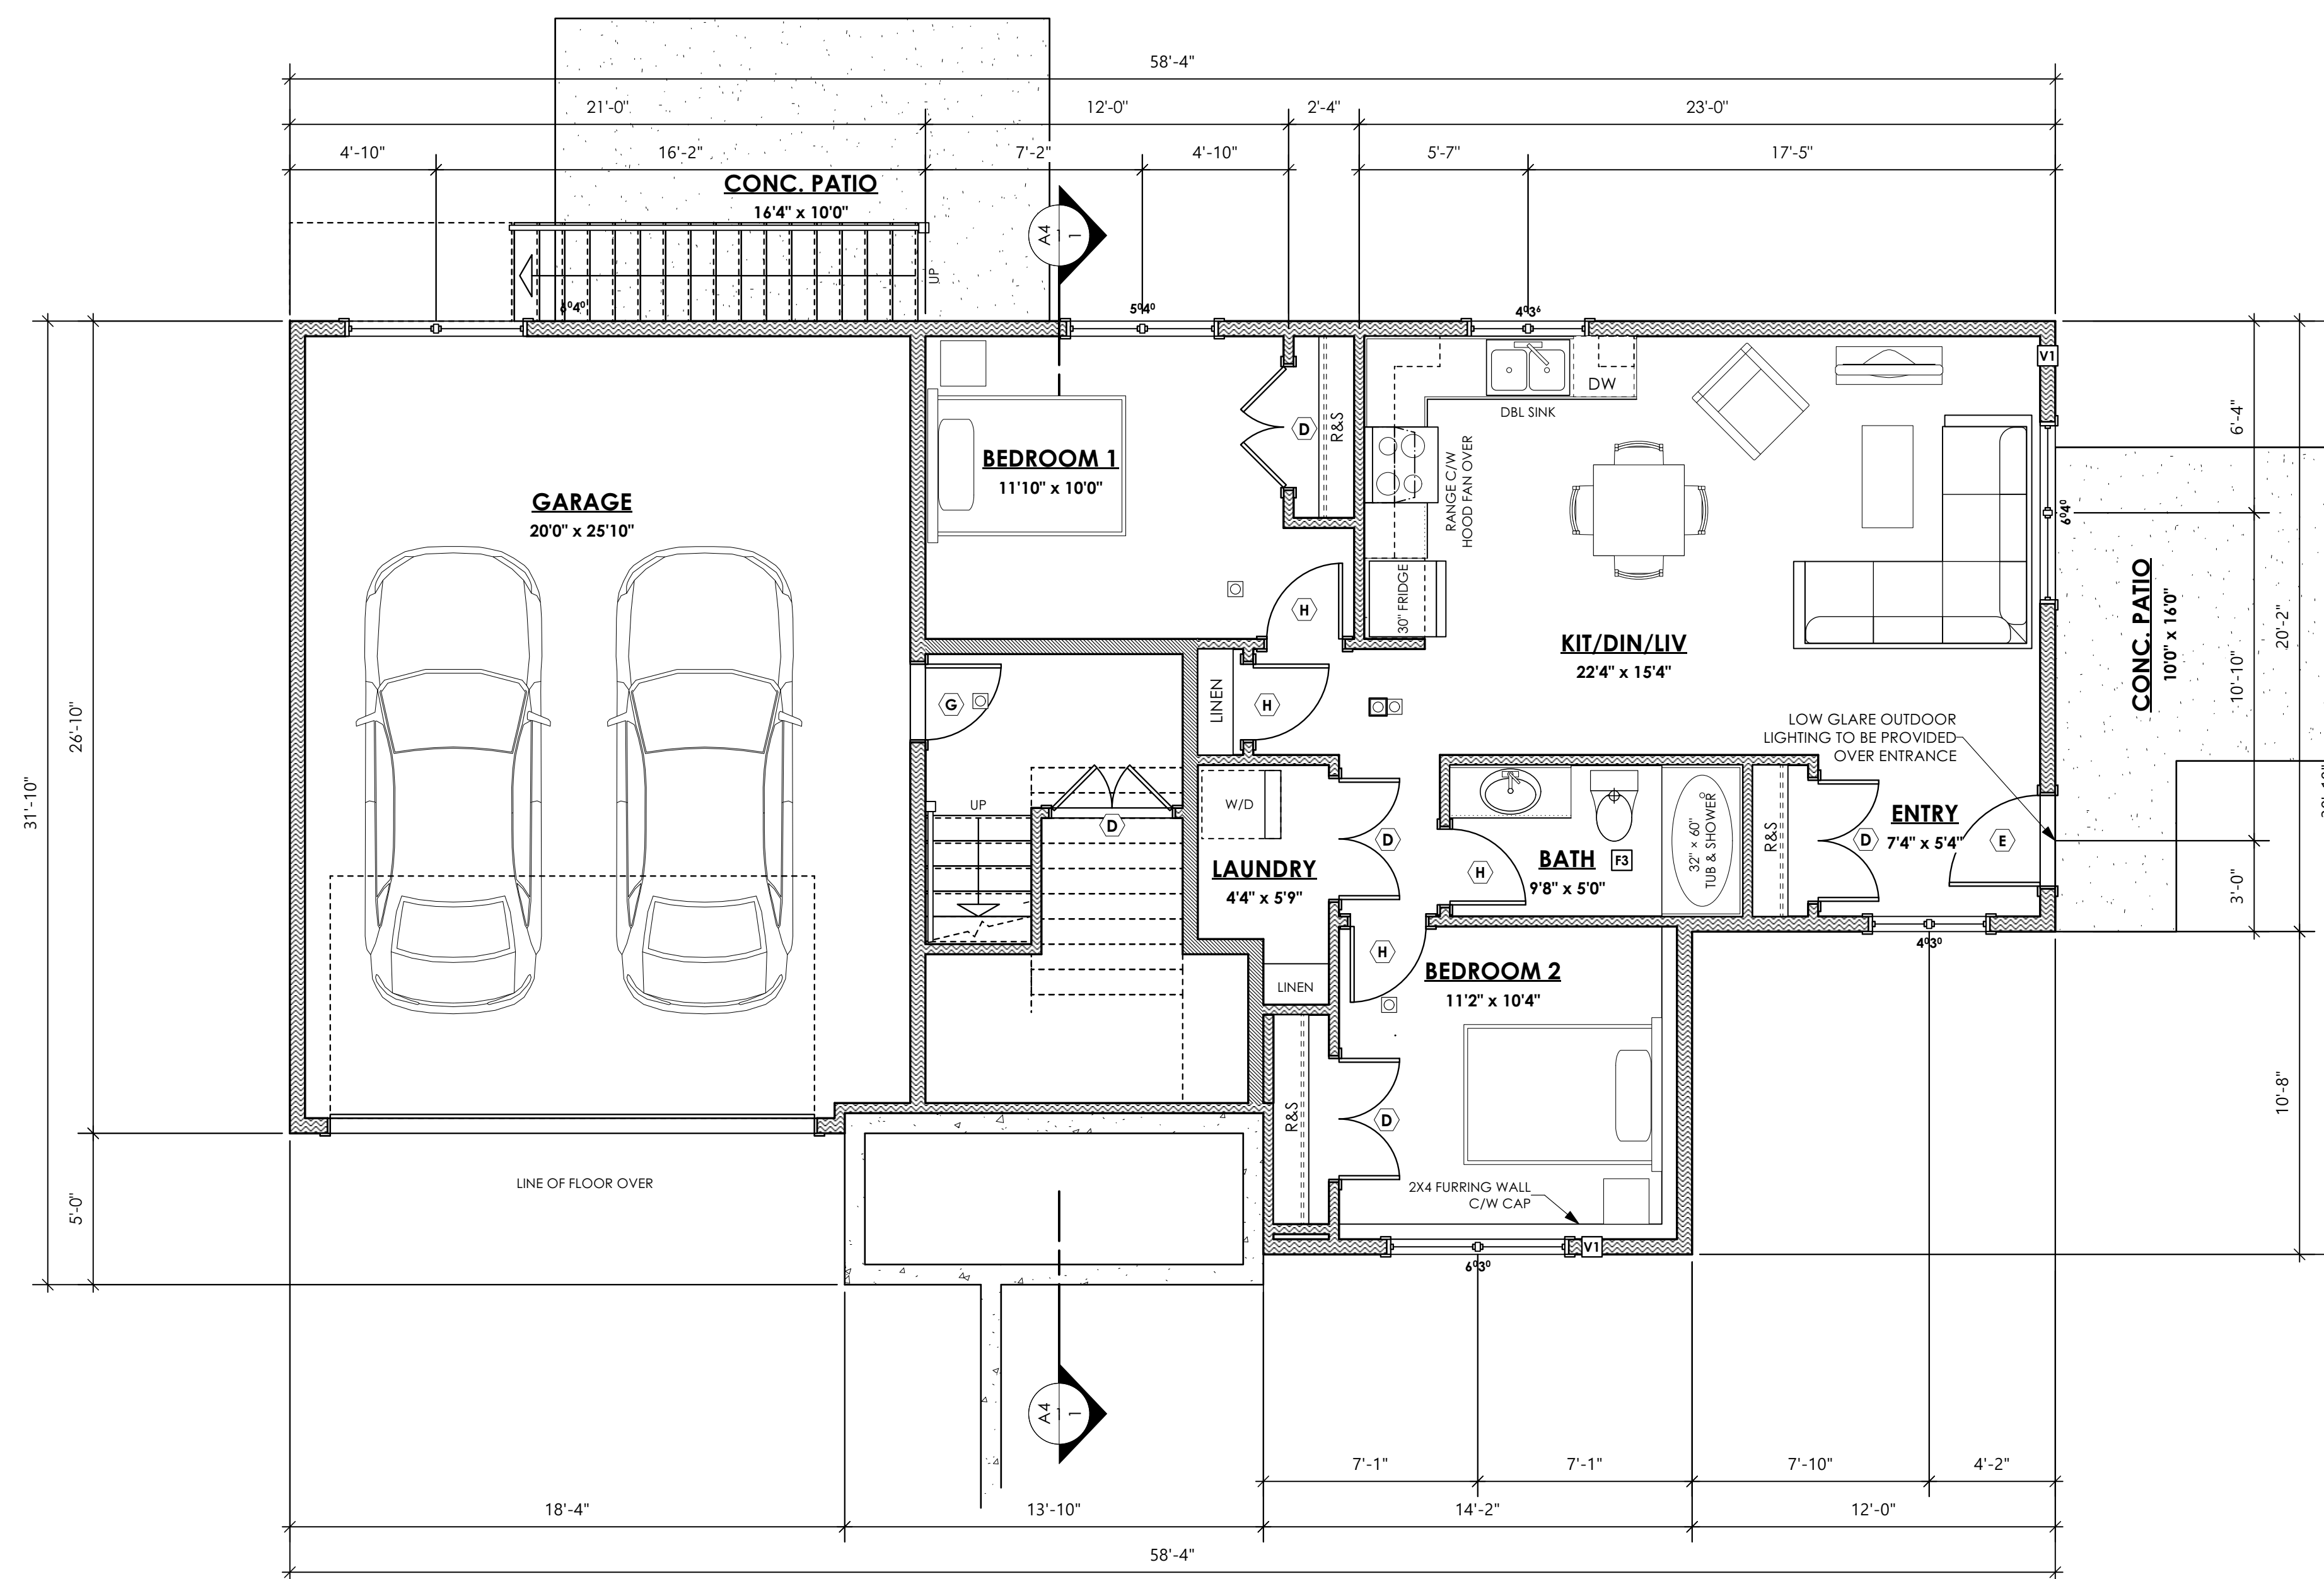 58'-4"
21'-0"
12'-0"
2'-4"
23'-0"
4'-10"
16'-2"
7'-2"
4'-10"
5'-7"
17'-5"
CONC. PATIO
16'4" x 10'0"
A4
1
1
UP
6⁰4⁰
5⁰4⁰
4⁰3⁶
V1
DW
DBL SINK
D
R&S
RANGE C/W
HOOD FAN OVER
30" FRIDGE
BEDROOM 1
11'10" x 10'0"
GARAGE
20'0" x 25'10"
H
KIT/DIN/LIV
22'4" x 15'4"
6⁰4⁰
CONC. PATIO
10'0" x 16'0"
6'-4"
10'-10"
3'-0"
20'-2"
10'-8"
31'-10"
26'-10"
5'-0"
G
LINEN
H
LOW GLARE OUTDOOR
LIGHTING TO BE PROVIDED
OVER ENTRANCE
UP
D
W/D
LAUNDRY
4'4" x 5'9"
D
H
BATH
F3
9'8" x 5'0"
32" x 60"
TUB & SHOWER
R&S
D
ENTRY
7'4" x 5'4"
E
4⁰3⁰
H
LINEN
BEDROOM 2
11'2" x 10'4"
R&S
D
2X4 FURRING WALL
C/W CAP
V1
6⁰3⁰
LINE OF FLOOR OVER
A4
1
1
7'-1"
7'-1"
7'-10"
4'-2"
18'-4"
13'-10"
14'-2"
12'-0"
58'-4"